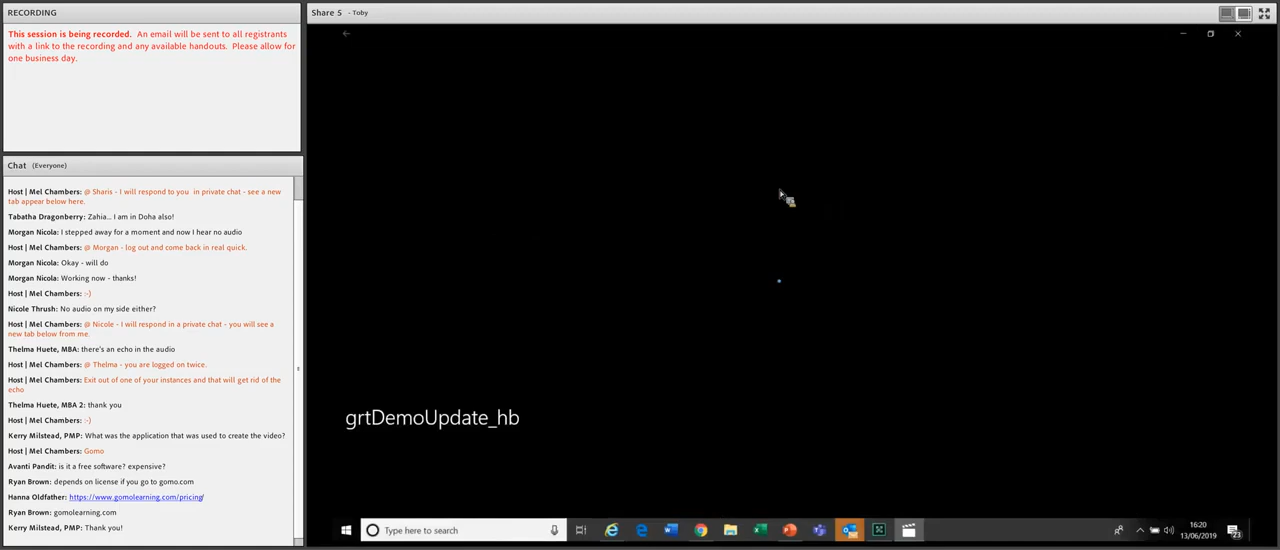 RECORDING
This session is being recorded. An email will be sent to all registrants
with a link to the recording and any available handouts. Please allow for
one business day.
Chat (Everyone)
Host | Mel Chambers: @ Sharis - I will respond to you in private chat - see a new
tab appear below here.
Tabatha Dragonberry: Zahia... I am in Doha also!
Morgan Nicola: I stepped away for a moment and now I hear no audio
Host | Mel Chambers: @ Morgan - log out and come back in real quick.
Morgan Nicola: Okay - will do
Morgan Nicola: Working now - thanks!
Host | Mel Chambers: :-)
Nicole Thrush: No audio on my side either?
Host | Mel Chambers: @ Nicole - I will respond in a private chat - you will see a
new tab below from me.
Thelma Huete, MBA: there's an echo in the audio
Host | Mel Chambers: @ Thelma - you are logged on twice.
Host | Mel Chambers: Exit out of one of your instances and that will get rid of the
echo
Thelma Huete, MBA 2: thank you
Host | Mel Chambers: :-)
Kerry Milstead, PMP: What was the application that was used to create the video?
Host | Mel Chambers: Gomo
Avanti Pandit: is it a free software? expensive?
Ryan Brown: depends on license if you go to gomo.com
Hanna Oldfather: https://www.gomolearning.com/pricing/
Ryan Brown: gomolearning.com
Kerry Milstead, PMP: Thank you!
Share 5 - Toby
grtDemoUpdate_hb
Type here to search
16:20
13/06/2019
23